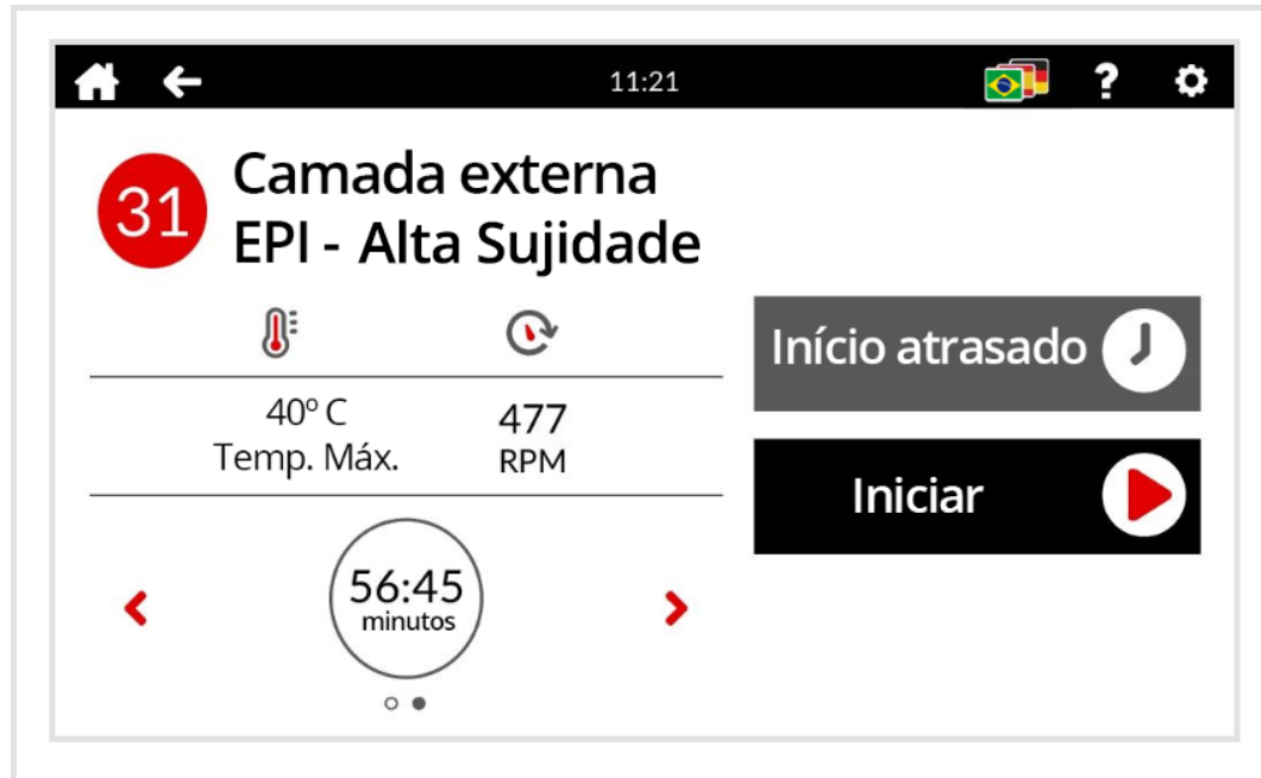 11:21
?
31
Camada externa
EPI - Alta Sujidade
Início atrasado
40º C
Temp. Máx.
477
RPM
Iniciar
56:45
minutos